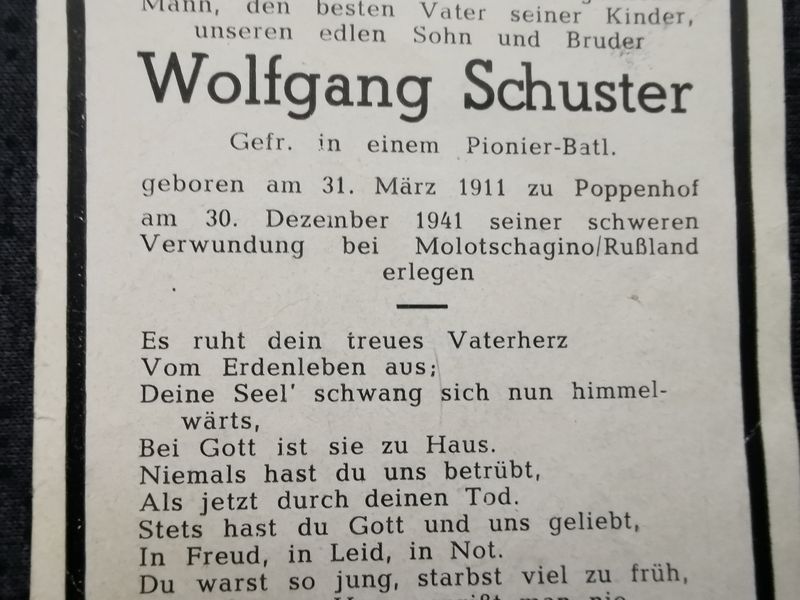 Mann, den besten Vater seiner Kinder,
unseren edlen Sohn und Bruder
Wolfgang Schuster
Gefr. in einem Pionier-Batl.
geboren am 31. März 1911 zu Poppenhof
am 30. Dezember 1941 seiner schweren
Verwundung bei Molotschagino/Rußland
erlegen
Es ruht dein treues Vaterherz
Vom Erdenleben aus;
Deine Seel' schwang sich nun himmel-
wärts,
Bei Gott ist sie zu Haus.
Niemals hast du uns betrübt,
Als jetzt durch deinen Tod.
Stets hast du Gott und uns geliebt,
In Freud, in Leid, in Not.
Du warst so jung, starbst viel zu früh,
man nie